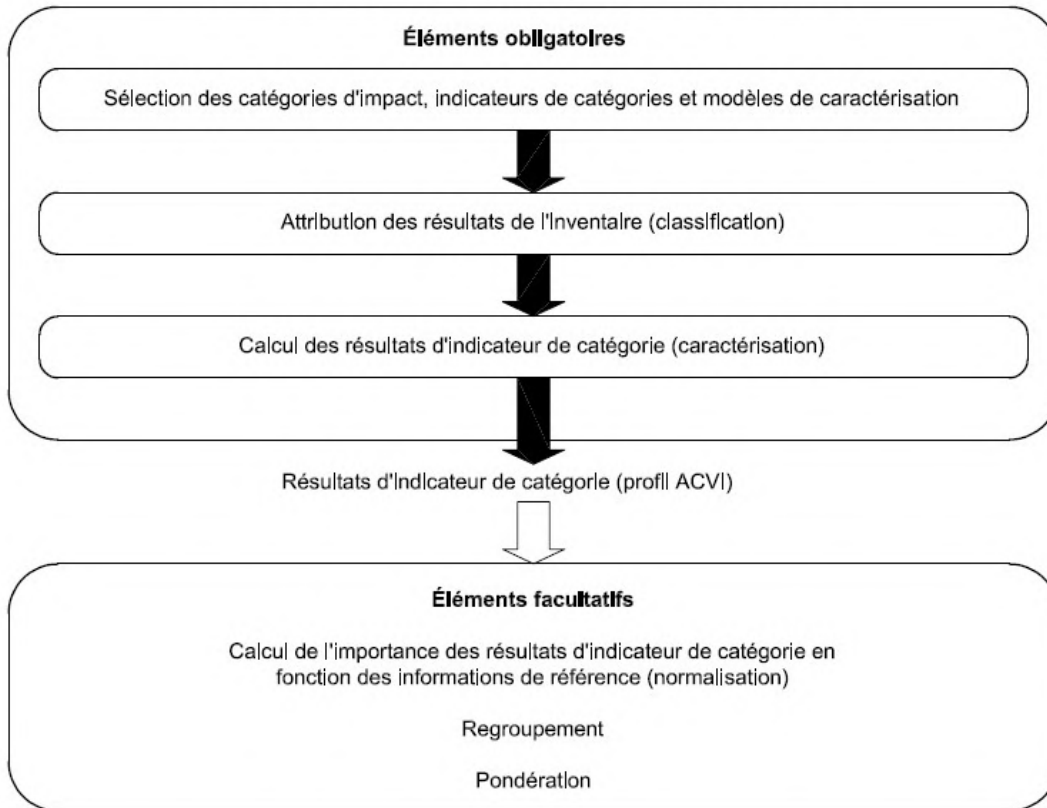 Éléments obligatoires
Sélection des catégories d'impact, indicateurs de catégories et modèles de caractérisation
Attribution des résultats de l'inventaire (classification)
Calcul des résultats d'indicateur de catégorie (caractérisation)
Résultats d'indicateur de catégorie (profil ACVI)
Éléments facultatifs
Calcul de l'importance des résultats d'indicateur de catégorie en
fonction des informations de référence (normalisation)
Regroupement
Pondération